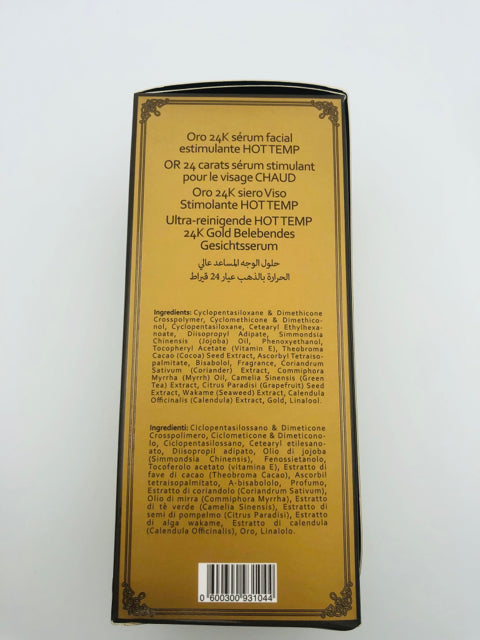 Oro 24K sérum facial
estimulante HOT TEMP
OR 24 carats sérum stimulant
pour le visage CHAUD
Oro 24K siero Viso
Stimolante HOT TEMP
Ultra-reinigende HOT TEMP
24K Gold Belebendes
Gesichtsserum
حلول الوجه المساعد عالي
الحرارة بالذهب عيار 24 قيراط
Ingredients: Cyclopentasiloxane & Dimethicone
Crosspolymer, Cyclomethicone & Dimethico-
nol, Cyclopentasiloxane, Cetearyl Ethylhexa-
noate, Diisopropyl Adipate, Simmondsia
Chinensis (Jojoba) Oil, Phenoxyethanol,
Tocopheryl Acetate (Vitamin E), Theobroma
Cacao (Cocoa) Seed Extract, Ascorbyl Tetraiso-
palmitate, Bisabolol, Fragrance, Coriandrum
Sativum (Coriander) Extract, Commiphora
Myrrha (Myrrh) Oil, Camelia Sinensis (Green
Tea) Extract, Citrus Paradisi (Grapefruit) Seed
Extract, Wakame (Seaweed) Extract, Calendula
Officinalis (Calendula) Extract, Gold, Linalool.
Ingredienti: Ciclopentasilossano & Dimeticone
Crosspolimero, Ciclometicone & Dimeticono-
lo, Ciclopentasilossano, Cetearyl etilesano-
ato, Diisopropil adipato, Olio di jojoba
(Simmondsia Chinensis), Fenossietanolo,
Tocoferolo acetato (vitamina E), Estratto di
fave di cacao (Theobroma Cacao), Ascorbil
tetraisopalmitato, A-bisabololo, Profumo,
Estratto di coriandolo (Coriandrum Sativum),
Olio di mirra (Commiphora Myrrha), Estratto
di tè verde (Camelia Sinensis), Estratto di
semi di pompelmo (Citrus Paradisi), Estratto
di alga wakame, Estratto di calendula
(Calendula Officinalis), Oro, Linalolo.
0 600300 931044